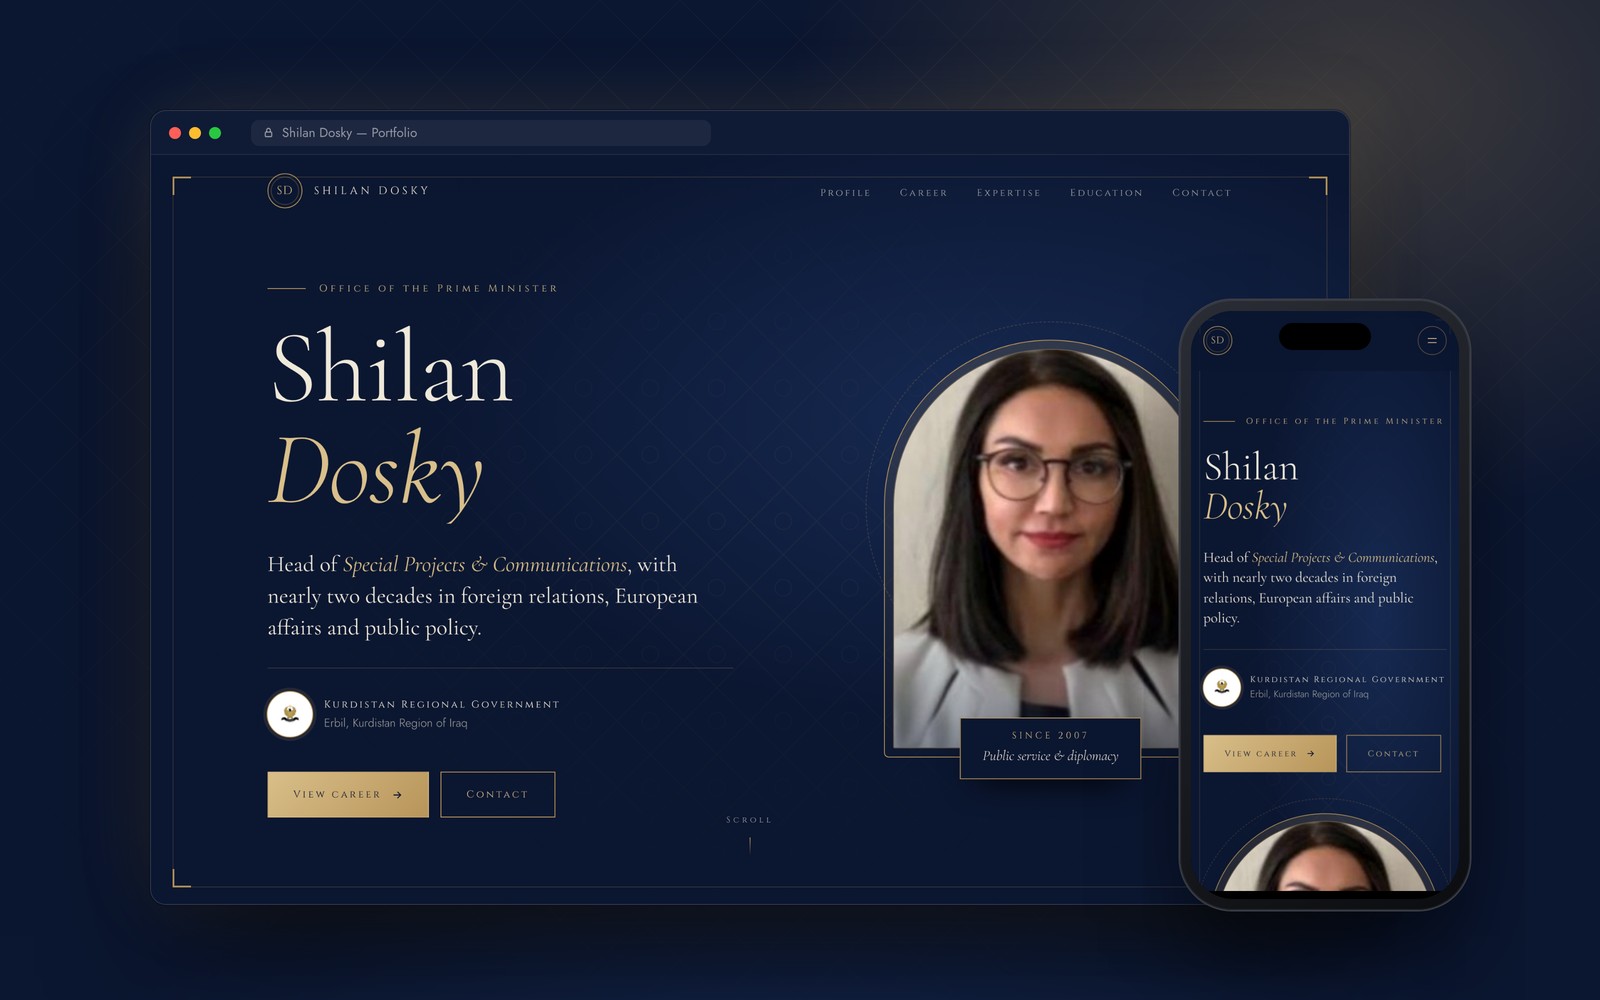 Shilan Dosky — Portfolio
SD SHILAN DOSKY
PROFILE CAREER EXPERTISE EDUCATION CONTACT
OFFICE OF THE PRIME MINISTER
Shilan
Dosky
Head of Special Projects & Communications, with
nearly two decades in foreign relations, European
affairs and public policy.
KURDISTAN REGIONAL GOVERNMENT
Erbil, Kurdistan Region of Iraq
VIEW CAREER →
CONTACT
SCROLL
SINCE 2007
Public service & diplomacy
SD
OFFICE OF THE PRIME MINISTER
Shilan
Dosky
Head of Special Projects & Communications,
with nearly two decades in foreign
relations, European affairs and public
policy.
KURDISTAN REGIONAL GOVERNMENT
Erbil, Kurdistan Region of Iraq
VIEW CAREER →
CONTACT